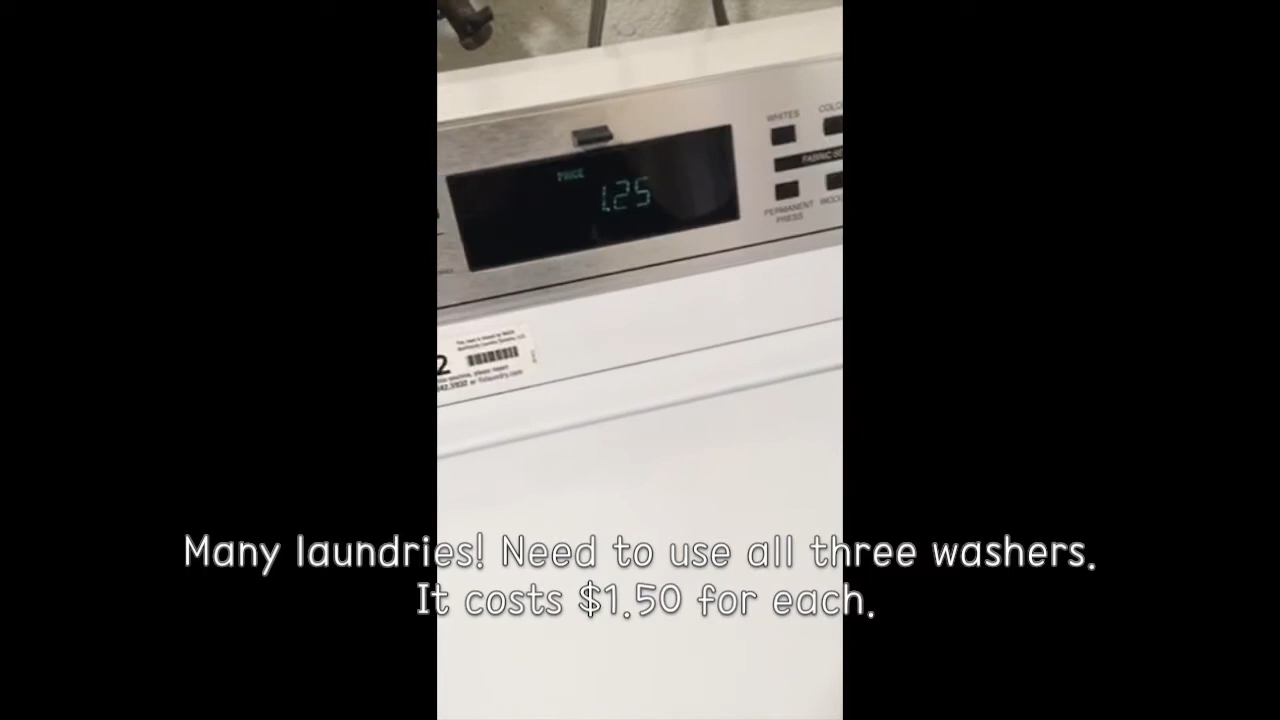 WHITES
PRICE
1.25
PERMANENT
PRESS
2
Many laundries! Need to use all three washers.
It costs $1.50 for each.